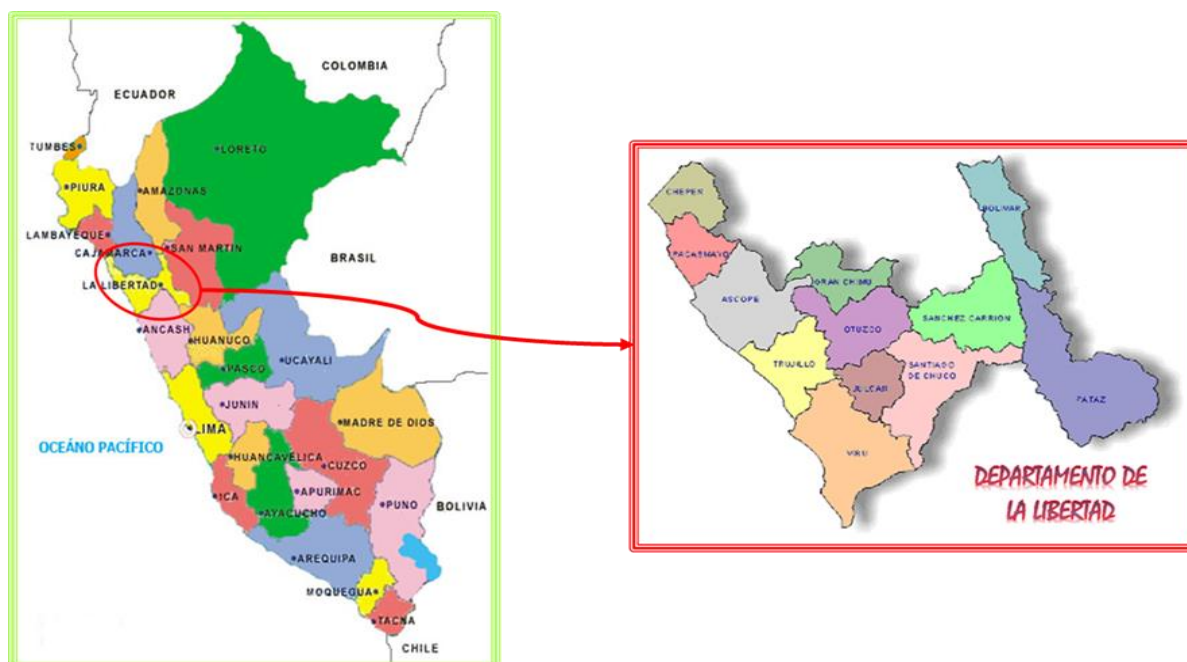 COLOMBIA
ECUADOR
TUMBES
LORETO
PIURA
AMAZONAS
LAMBAYEQUE
CAJAMARCA
SAN MARTIN
BRASIL
LA LIBERTAD
ANCASH
HUANUCO
UCAYALI
PASCO
JUNIN
MADRE DE DIOS
LIMA
OCEÁNO PACÍFICO
HUANCAVELICA
CUZCO
ICA
APURIMAC
PUNO
BOLIVIA
AYACUCHO
AREQUIPA
MOQUEGUA
TACNA
CHILE
CHEPEN
BOLIVAR
PACASMAYO
GRAN CHIMU
ASCOPE
SANCHEZ CARRION
OTUZCO
TRUJILLO
SANTIAGO
DE CHUCO
JULCAN
PATAZ
VIRU
DEPARTAMENTO DE
LA LIBERTAD